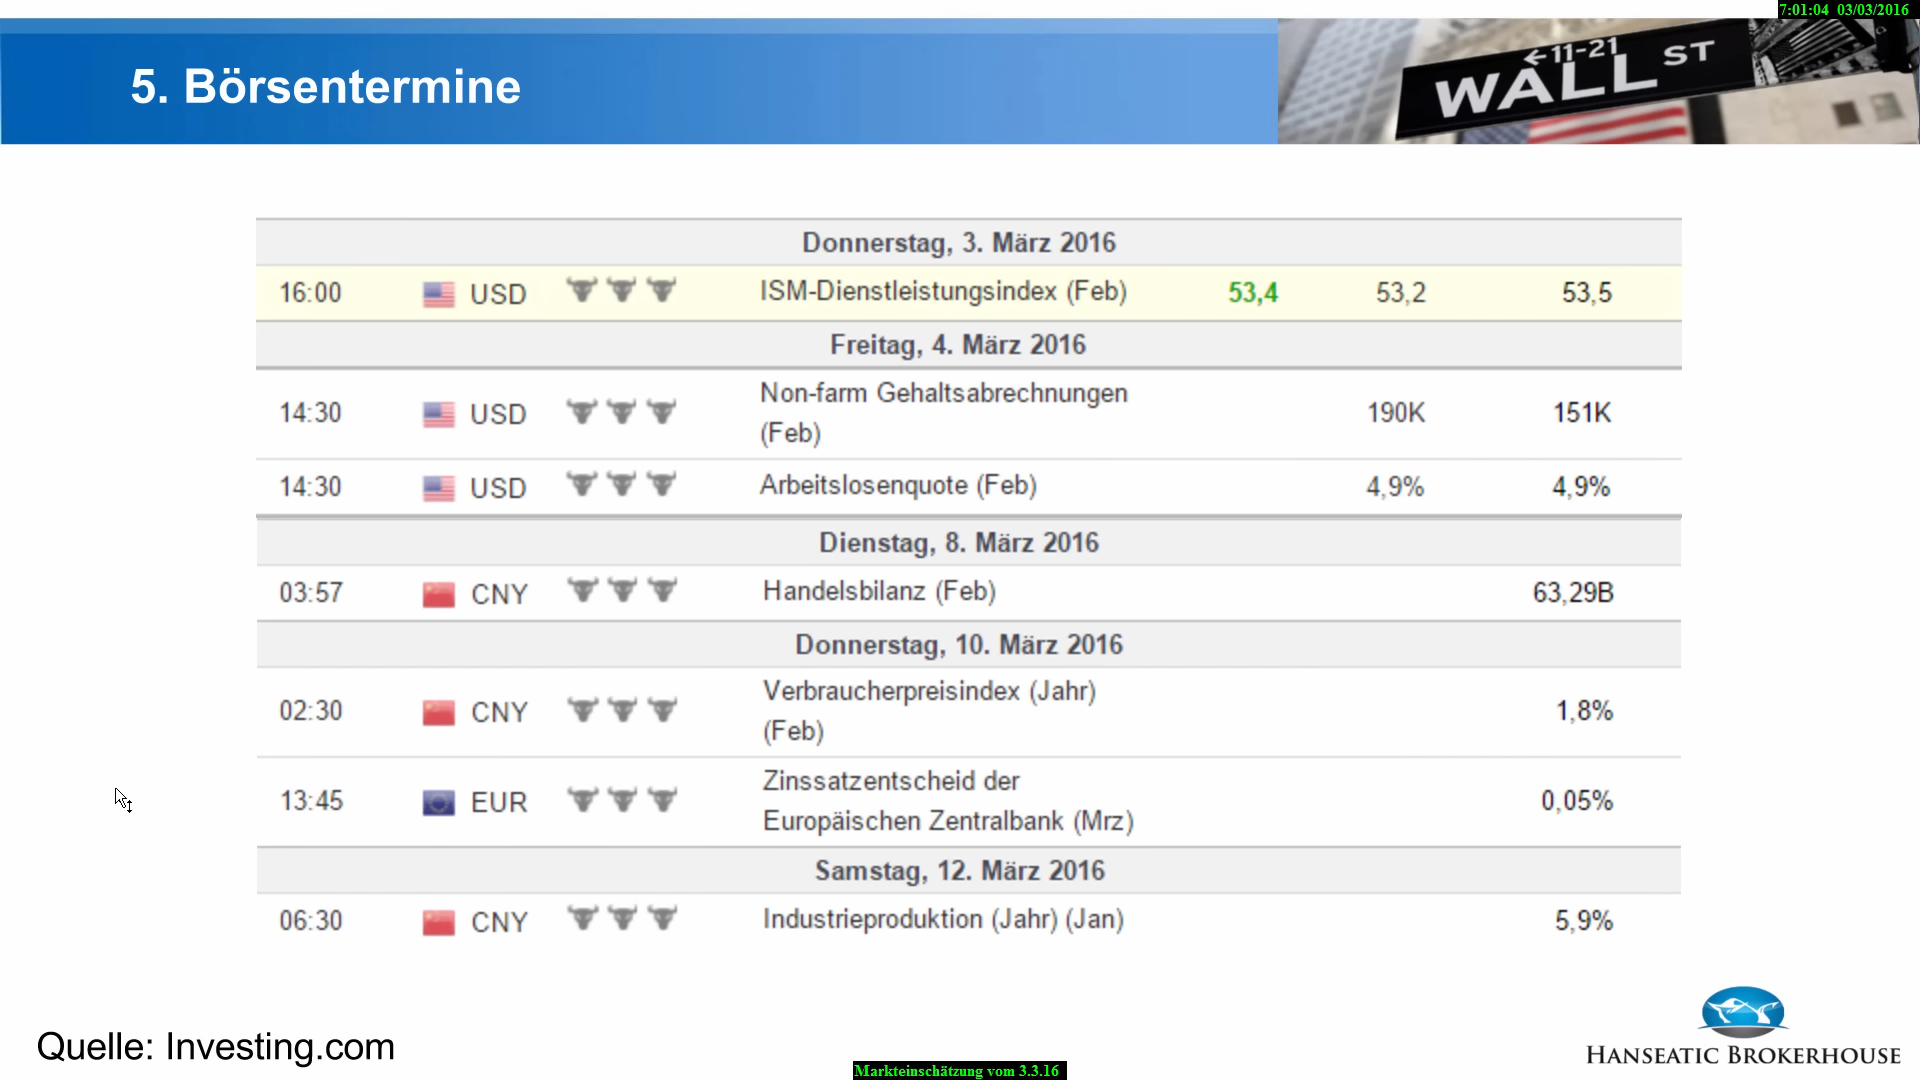 7:01:04 03/03/2016
5. Börsentermine
←11-21
WALL ST
Donnerstag, 3. März 2016
16:00 USD ISM-Dienstleistungsindex (Feb) 53,4 53,2 53,5
Freitag, 4. März 2016
14:30 USD Non-farm Gehaltsabrechnungen (Feb) 190K 151K
14:30 USD Arbeitslosenquote (Feb) 4,9% 4,9%
Dienstag, 8. März 2016
03:57 CNY Handelsbilanz (Feb) 63,29B
Donnerstag, 10. März 2016
02:30 CNY Verbraucherpreisindex (Jahr) (Feb) 1,8%
13:45 EUR Zinssatzentscheid der Europäischen Zentralbank (Mrz) 0,05%
Samstag, 12. März 2016
06:30 CNY Industrieproduktion (Jahr) (Jan) 5,9%
Quelle: Investing.com
HANSEATIC BROKERHOUSE
Markteinschätzung vom 3.3.16